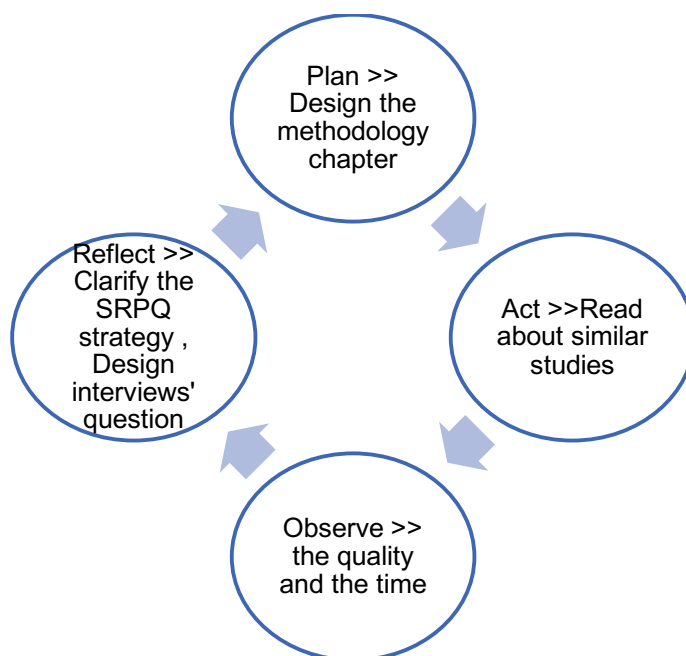 Plan >>
Design the
methodology
chapter
Act >>Read
about similar
studies
Observe >>
the quality
and the time
Reflect >>
Clarify the
SRPQ
strategy ,
Design
interviews'
question